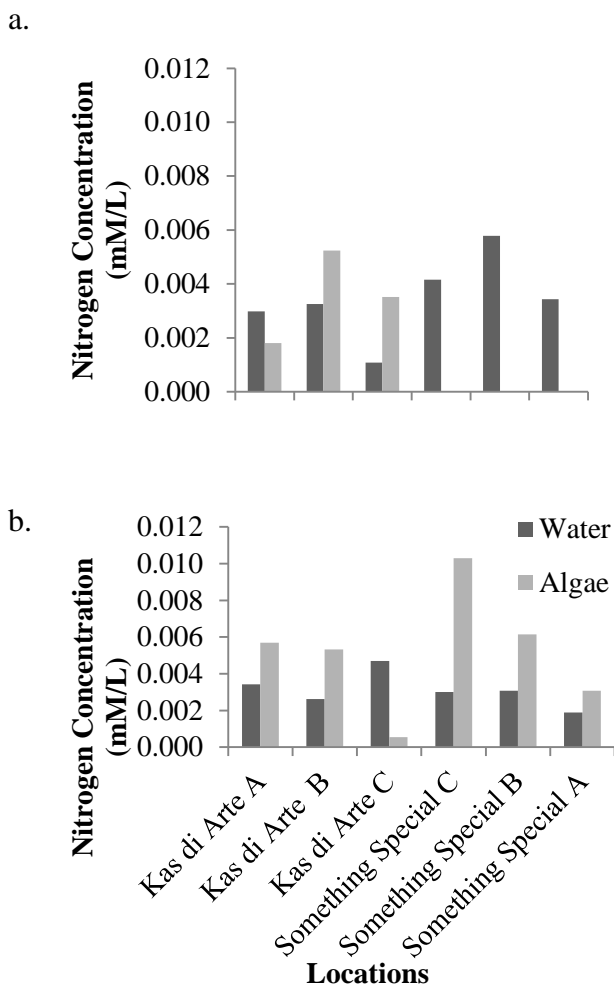 a.
Nitrogen Concentration
(mM/L)
0.012
0.010
0.008
0.006
0.004
0.002
0.000
b.
Nitrogen Concentration
(mM/L)
0.012
0.010
0.008
0.006
0.004
0.002
0.000
Water
Algae
Kas di Arte A
Kas di Arte B
Kas di Arte C
Something Special C
Something Special B
Something Special A
Locations